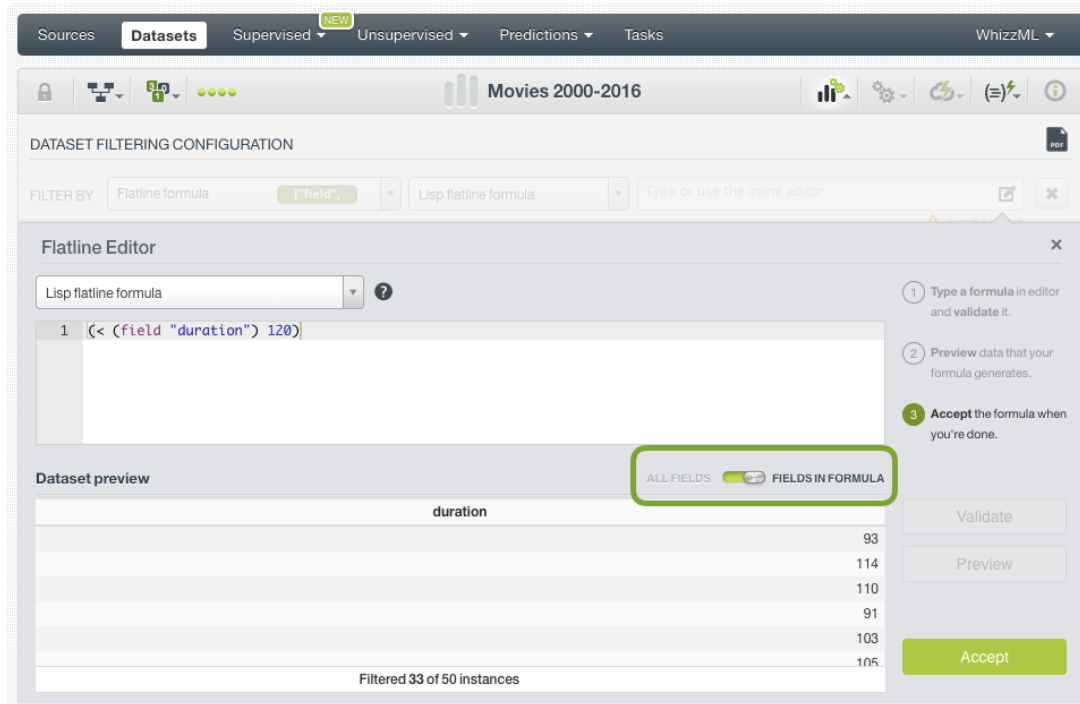 NEW
Sources Datasets Supervised Unsupervised Predictions Tasks WhizzML
Movies 2000-2016
DATASET FILTERING CONFIGURATION
PDF
FILTER BY Flatline formula ["field", Lisp flatline formula Type or use the inline editor
Flatline Editor
Lisp flatline formula
1 (< (field "duration") 120)
1 Type a formula in editor
and validate it.
2 Preview data that your
formula generates.
3 Accept the formula when
you're done.
Dataset preview ALL FIELDS FIELDS IN FORMULA
duration
93
114
110
91
103
105
Filtered 33 of 50 instances
Validate
Preview
Accept